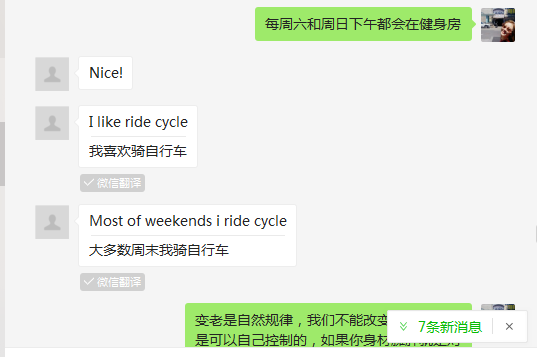 每周六和周日下午都会在健身房
Nice!
I like ride cycle
我喜欢骑自行车
微信翻译
Most of weekends i ride cycle
大多数周末我骑自行车
微信翻译
变老是自然规律，我们不能改变
7条新消息
是可以自己控制的，如果你身材